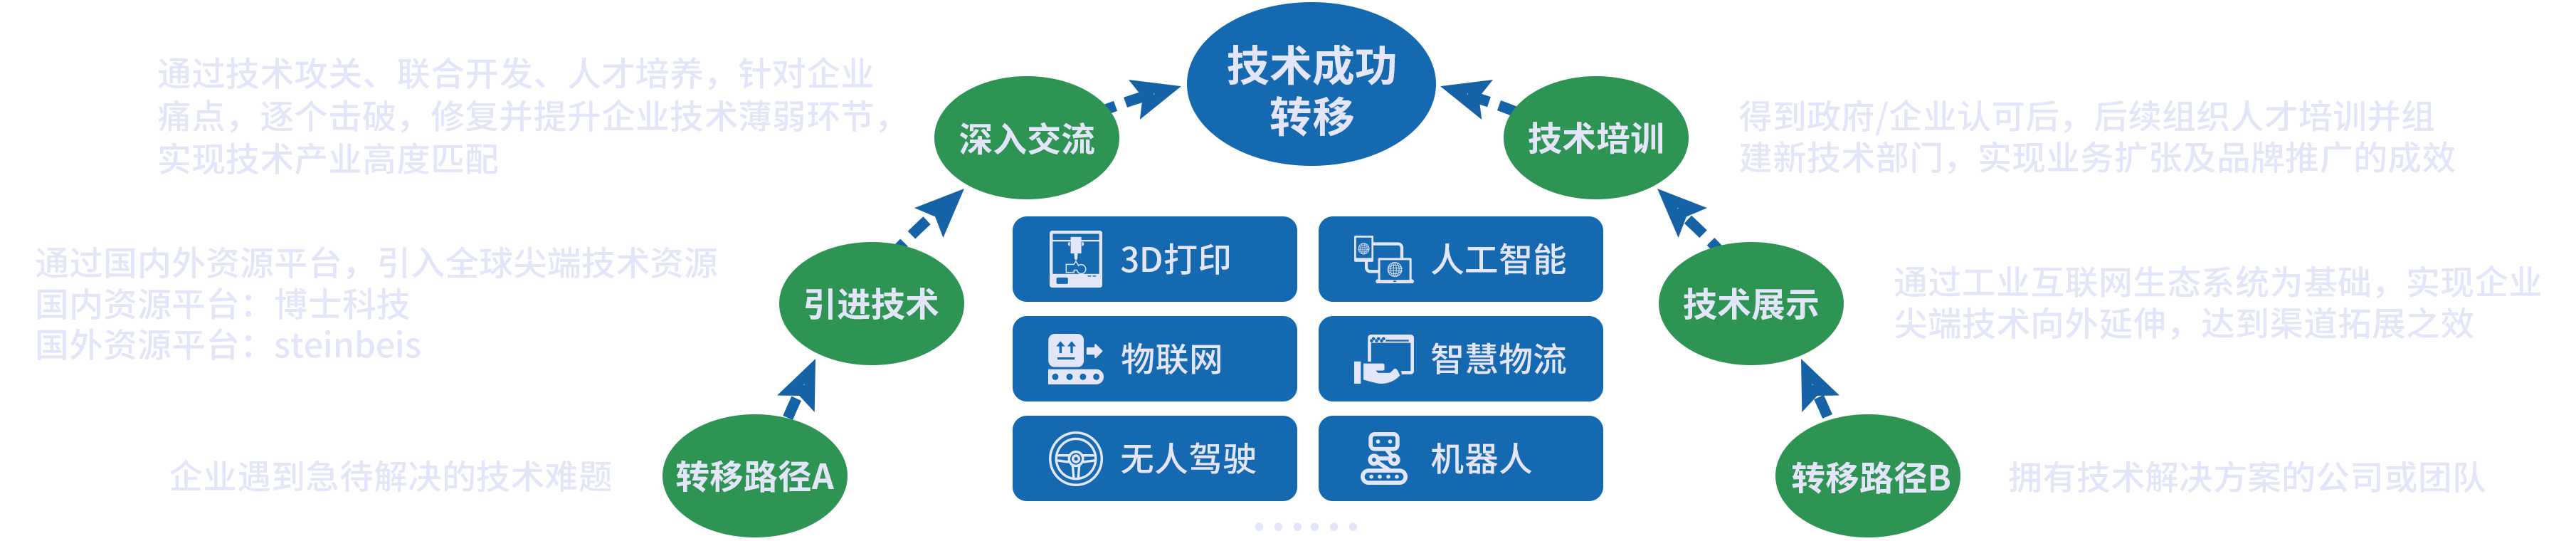 技术成功
转移
通过技术攻关、联合开发、人才培养，针对企业
痛点，逐个击破，修复并提升企业技术薄弱环节，
实现技术产业高度匹配
深入交流
技术培训
得到政府/企业认可后，后续组织人才培训并组
建新技术部门，实现业务扩张及品牌推广的成效
通过国内外资源平台，引入全球尖端技术资源
国内资源平台：博士科技
国外资源平台：steinbeis
引进技术
3D打印
人工智能
技术展示
通过工业互联网生态系统为基础，实现企业
尖端技术向外延伸，达到渠道拓展之效
物联网
智慧物流
企业遇到急待解决的技术难题
转移路径A
无人驾驶
机器人
转移路径B
拥有技术解决方案的公司或团队
······